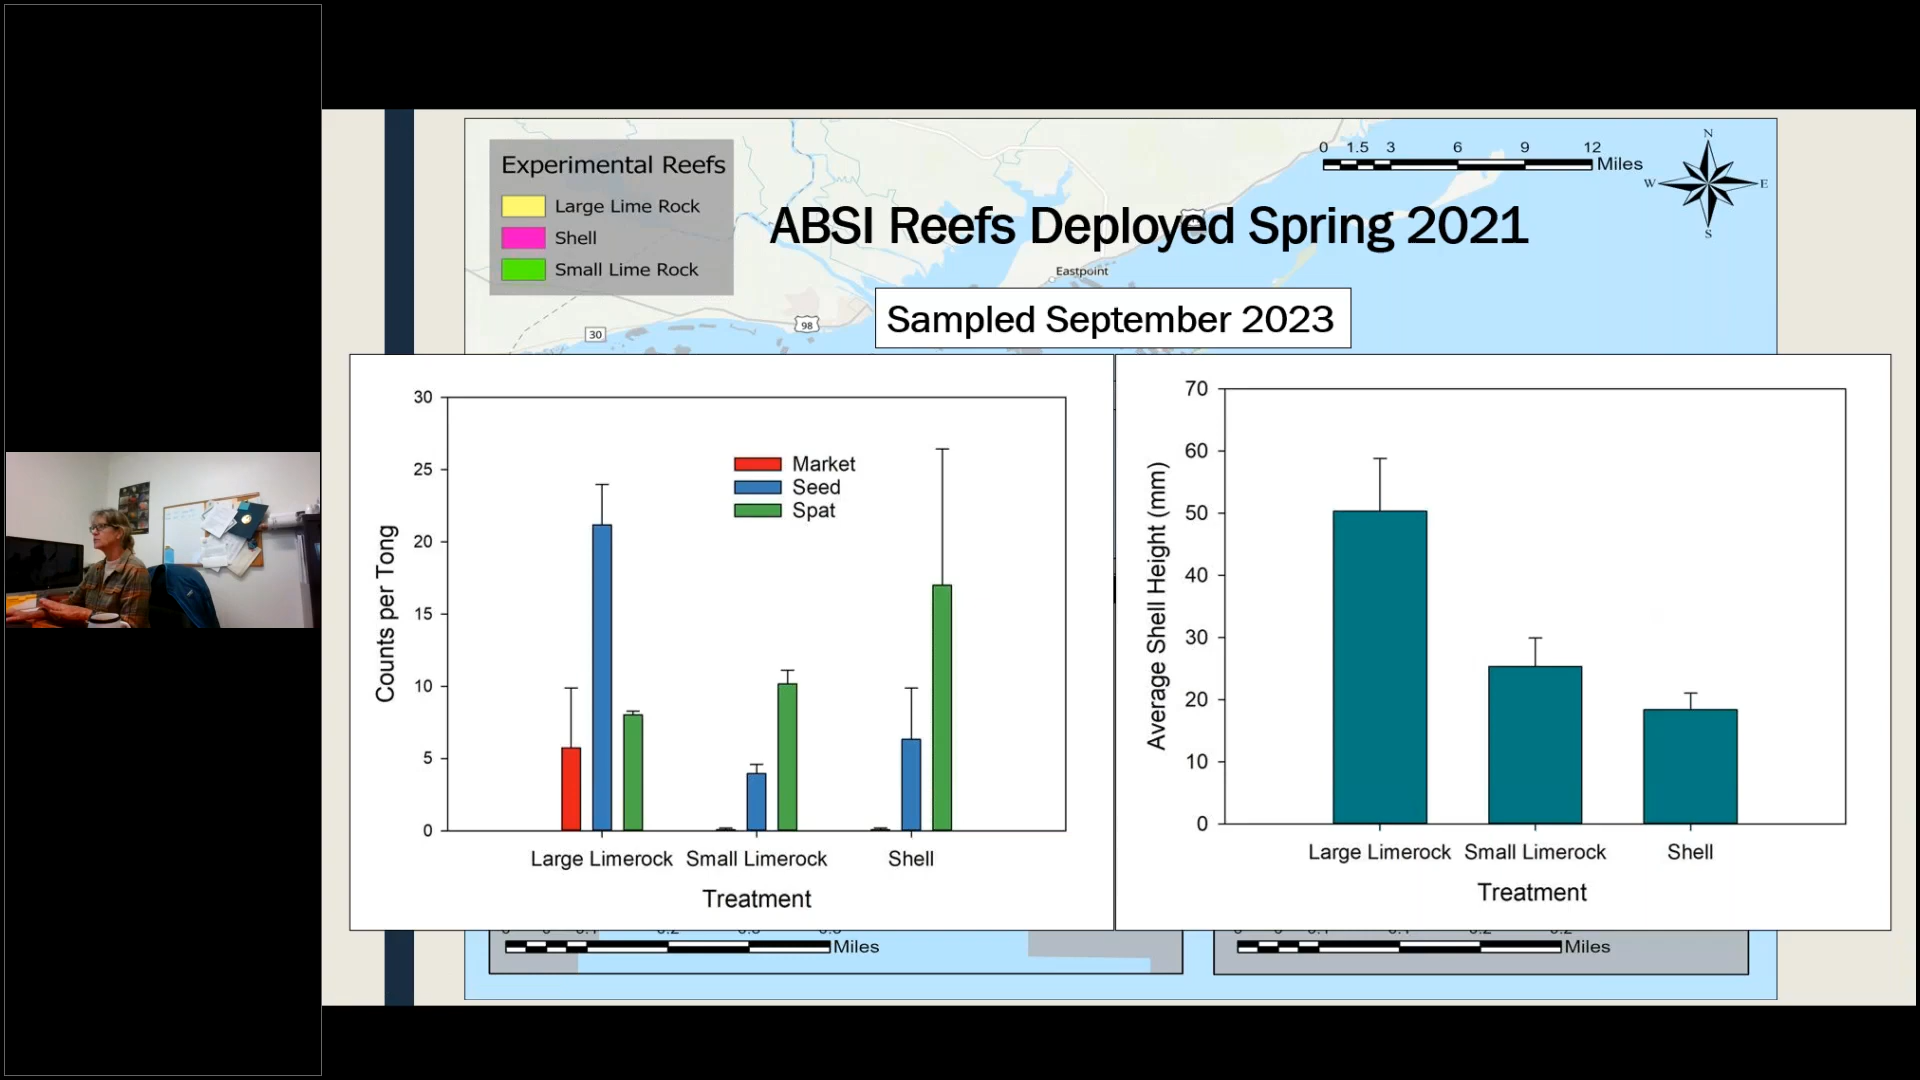 Experimental Reefs
Large Lime Rock
Shell
Small Lime Rock
0 1.5 3 6 9 12
Miles
N
W E
S
ABSI Reefs Deployed Spring 2021
Eastpoint
Sampled September 2023
30
98
30
25
20
15
10
5
0
Counts per Tong
Market
Seed
Spat
Large Limerock Small Limerock Shell
Treatment
70
60
50
40
30
20
10
0
Average Shell Height (mm)
Large Limerock Small Limerock Shell
Treatment
Miles
Miles